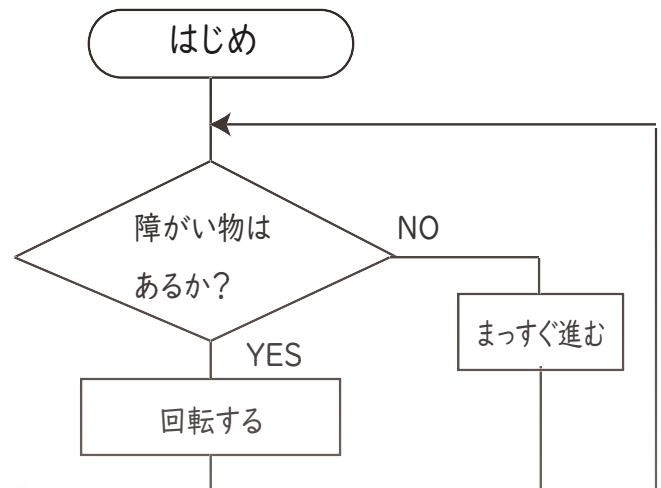 はじめ
障がい物は
あるか?
NO
まっすぐ進む
YES
回転する